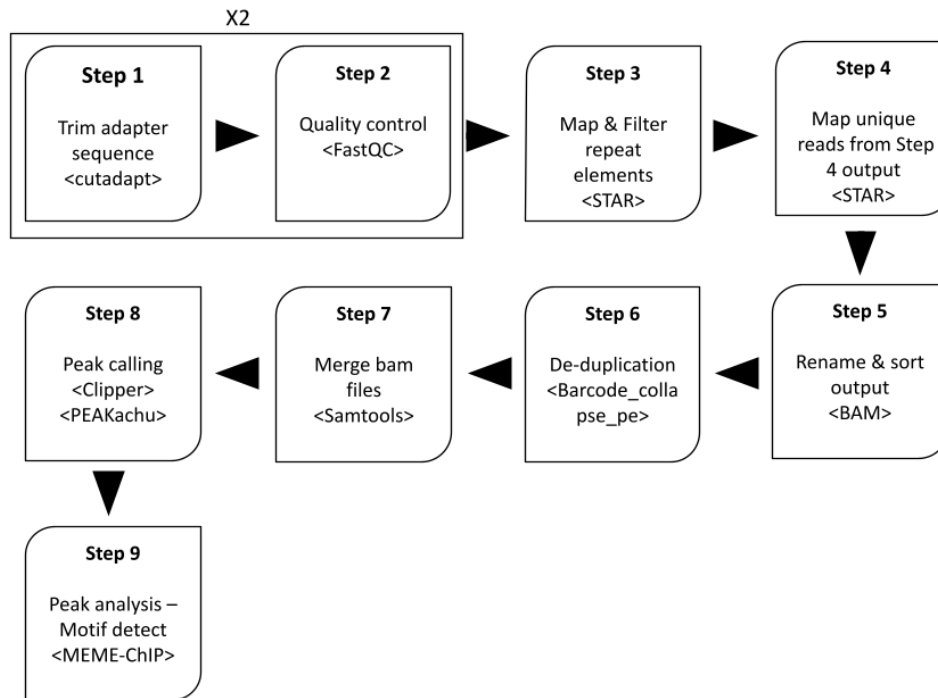 X2
Step 1
Trim adapter
sequence
<cutadapt>
Step 2
Quality control
<FastQC>
Step 3
Map & Filter
repeat
elements
<STAR>
Step 4
Map unique
reads from Step
4 output
<STAR>
Step 5
Rename & sort
output
<BAM>
Step 6
De-duplication
<Barcode_colla
pse_pe>
Step 7
Merge bam
files
<Samtools>
Step 8
Peak calling
<Clipper>
<PEAKachu>
Step 9
Peak analysis –
Motif detect
<MEME-ChIP>